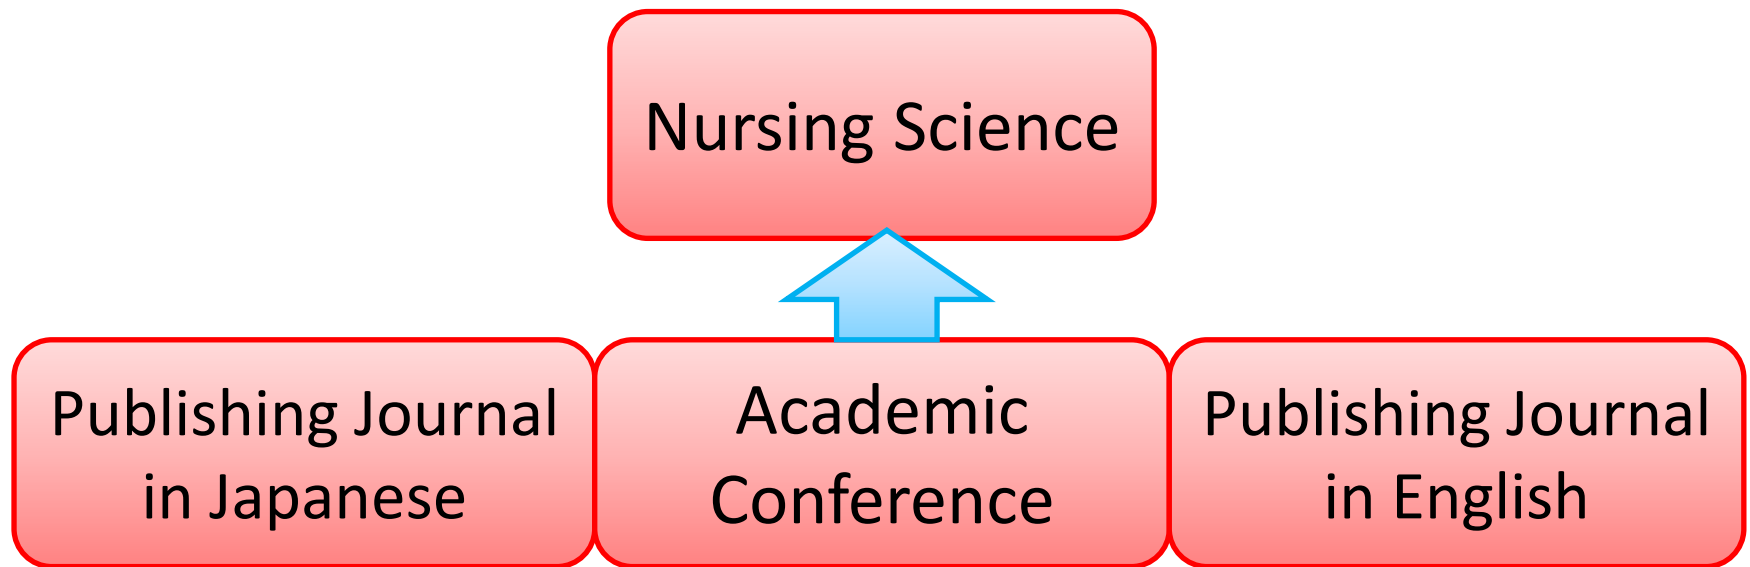 Nursing Science
Publishing Journal
in Japanese
Academic
Conference
Publishing Journal
in English